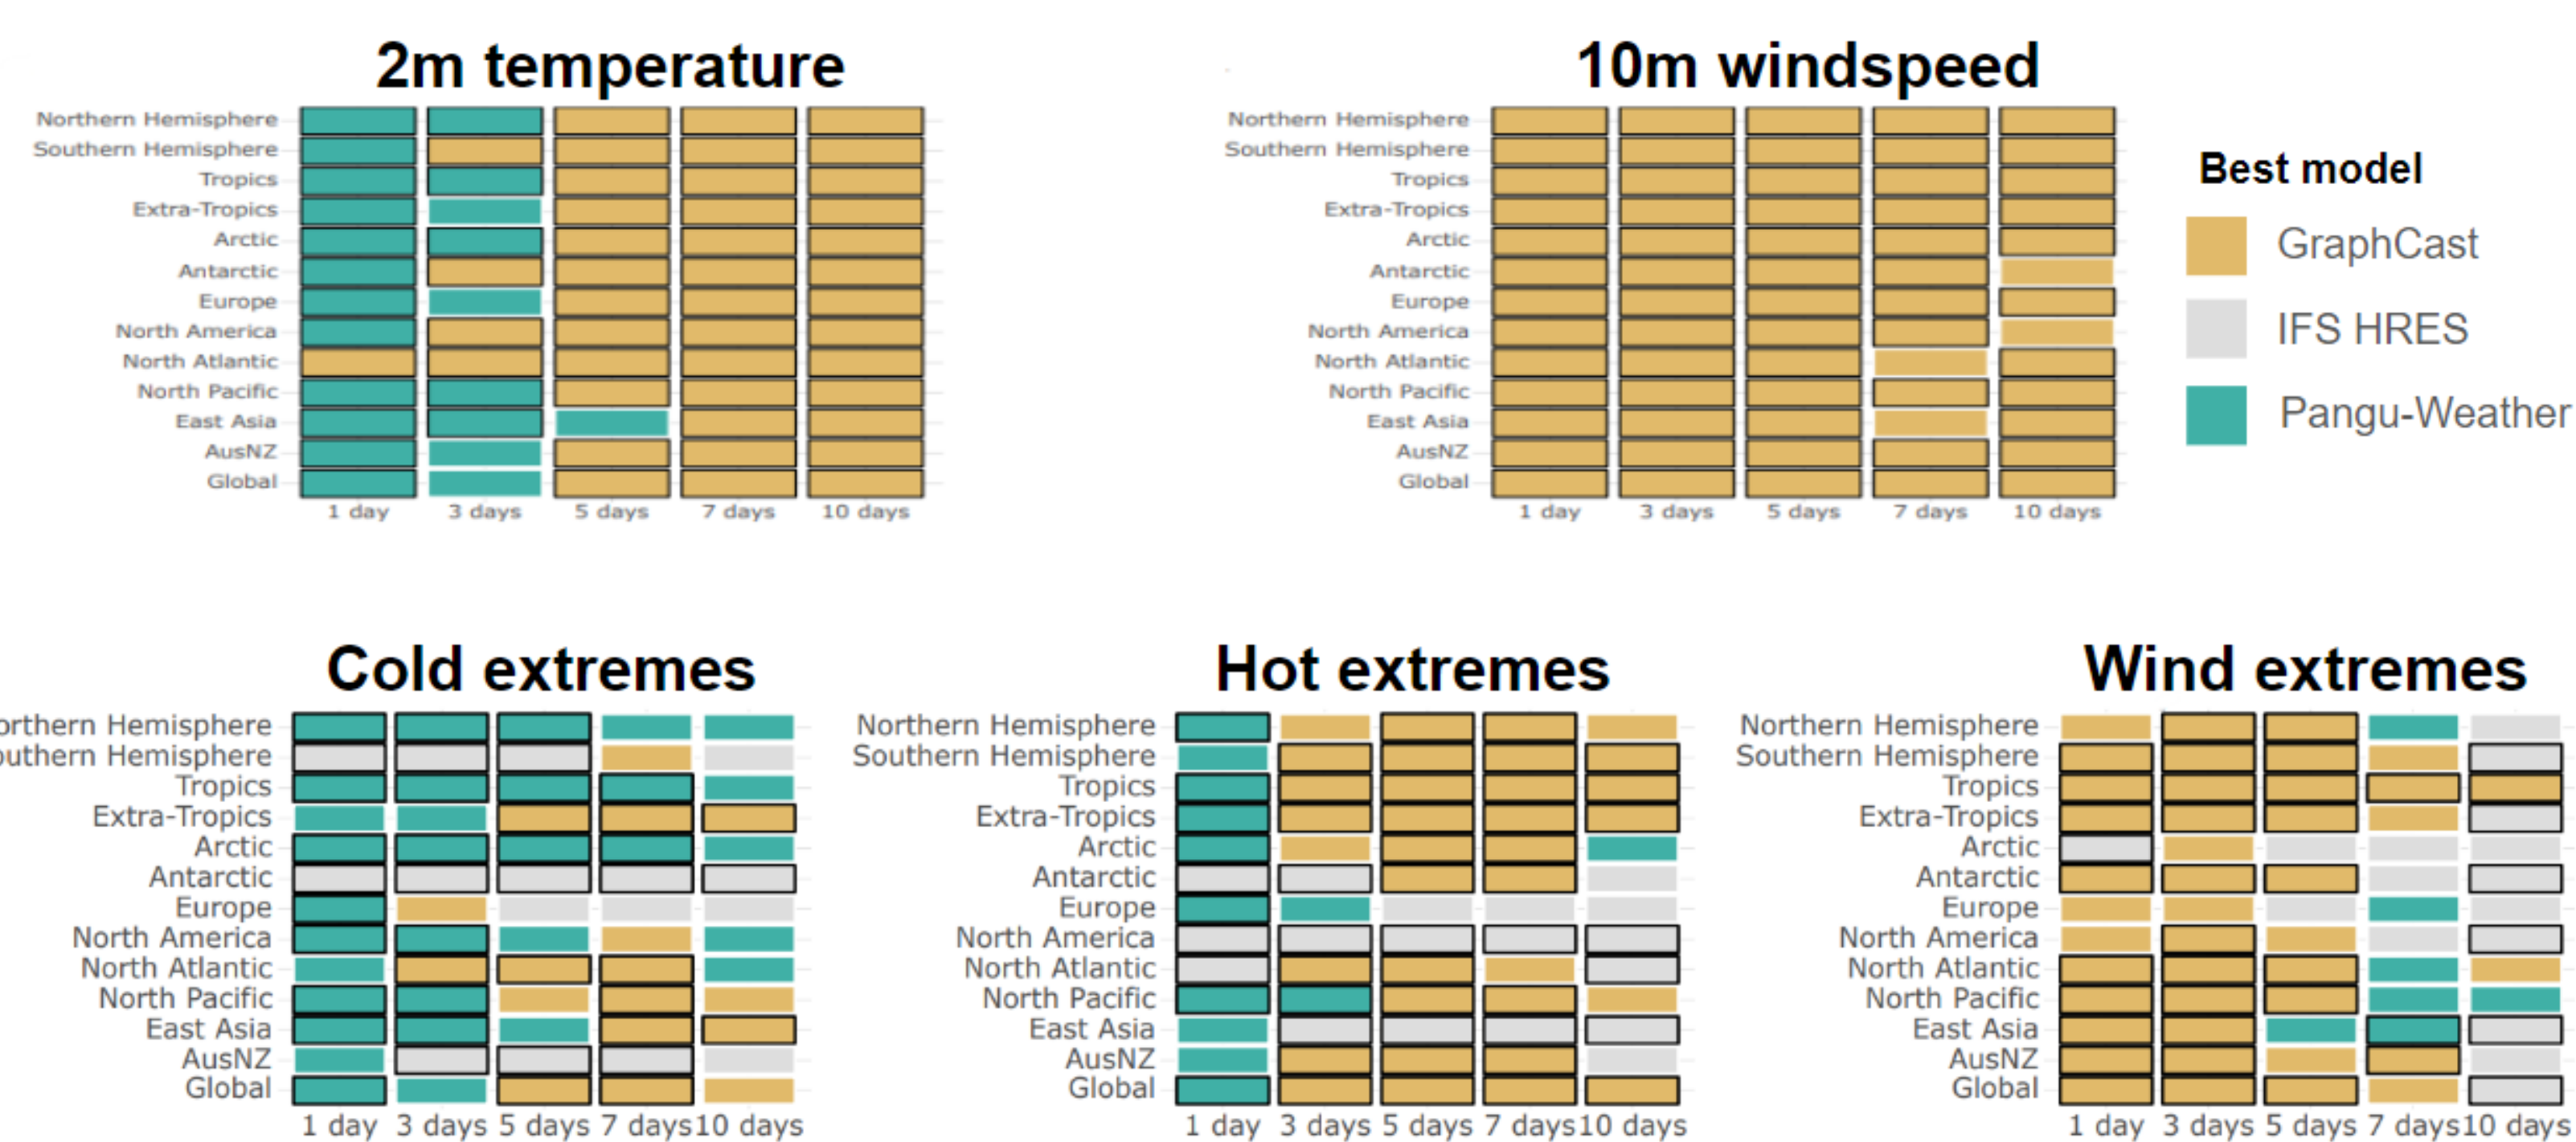 2m temperature
Northern Hemisphere
Southern Hemisphere
Tropics
Extra-Tropics
Arctic
Antarctic
Europe
North America
North Atlantic
North Pacific
East Asia
AusNZ
Global
1 day 3 days 5 days 7 days 10 days
10m windspeed
Northern Hemisphere
Southern Hemisphere
Tropics
Extra-Tropics
Arctic
Antarctic
Europe
North America
North Atlantic
North Pacific
East Asia
AusNZ
Global
1 day 3 days 5 days 7 days 10 days
Best model
GraphCast
IFS HRES
Pangu-Weather
Cold extremes
orthern Hemisphere
outhern Hemisphere
Tropics
Extra-Tropics
Arctic
Antarctic
Europe
North America
North Atlantic
North Pacific
East Asia
AusNZ
Global
1 day 3 days 5 days 7 days 10 days
Hot extremes
Northern Hemisphere
Southern Hemisphere
Tropics
Extra-Tropics
Arctic
Antarctic
Europe
North America
North Atlantic
North Pacific
East Asia
AusNZ
Global
1 day 3 days 5 days 7 days 10 days
Wind extremes
Northern Hemisphere
Southern Hemisphere
Tropics
Extra-Tropics
Arctic
Antarctic
Europe
North America
North Atlantic
North Pacific
East Asia
AusNZ
Global
1 day 3 days 5 days 7 days 10 days